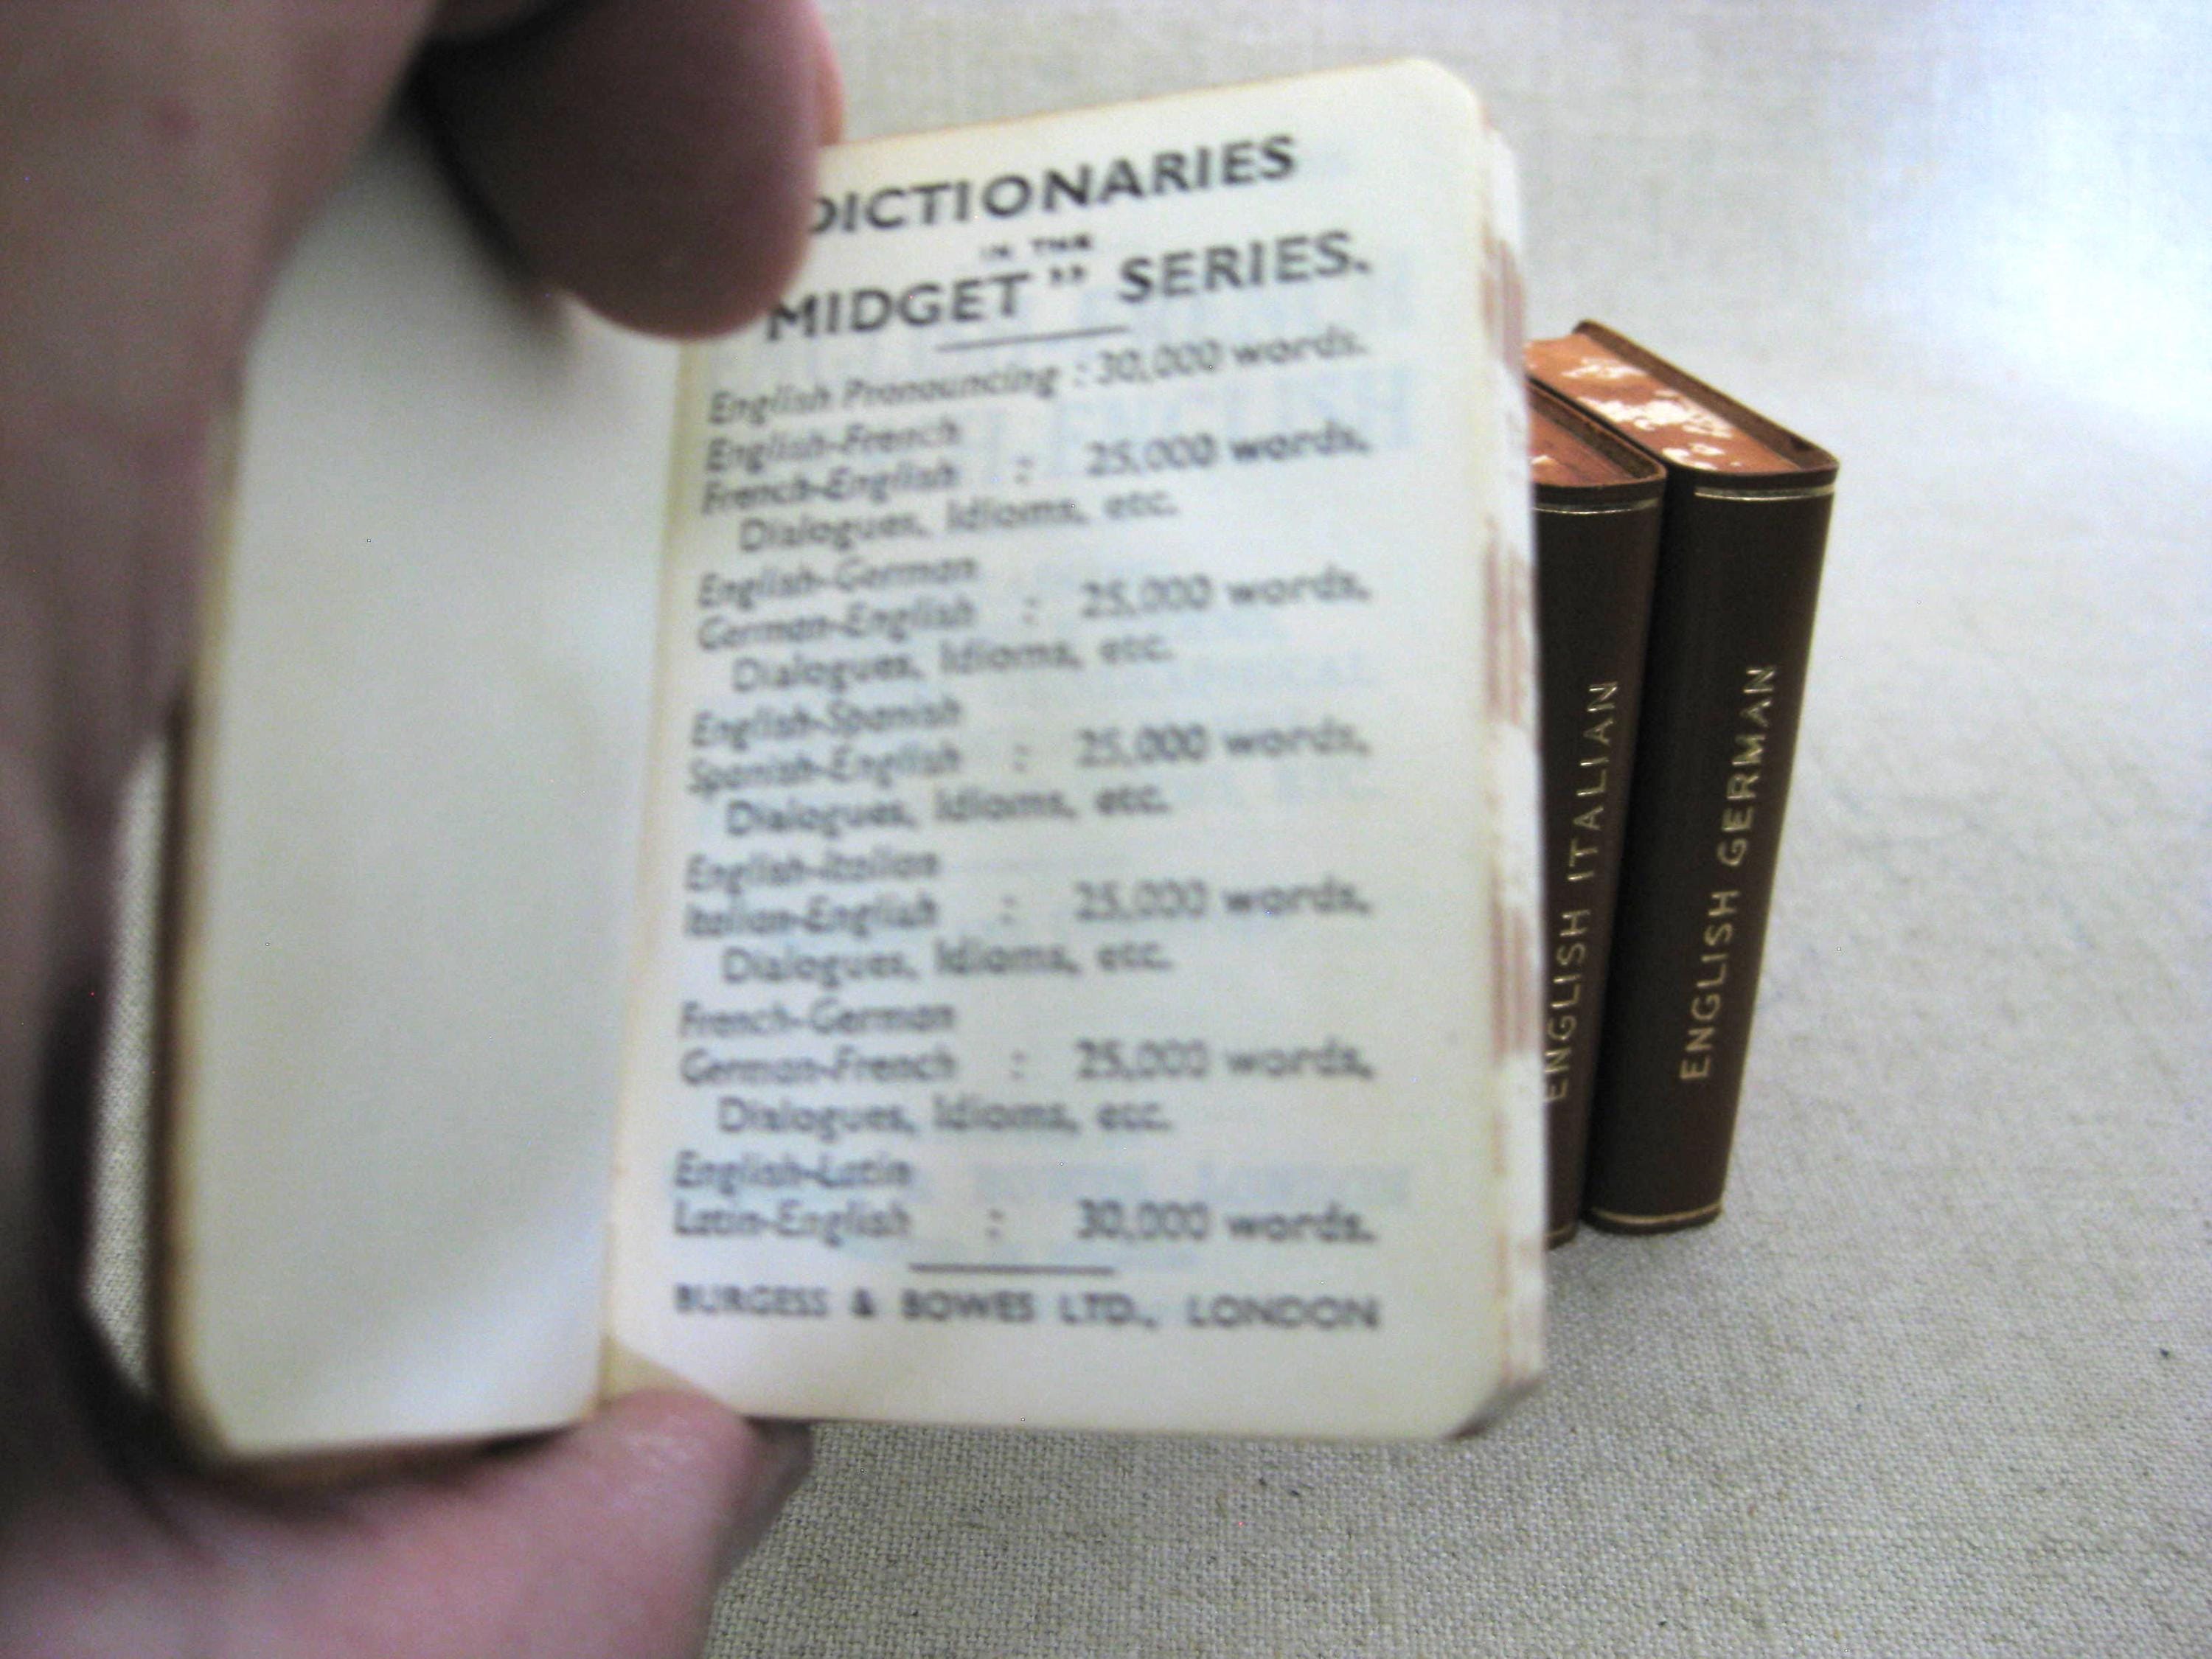 DICTIONARIES
IN THE
MIDGET" SERIES.
English Pronouncing : 30,000 words.
English-French
French-English : 25,000 words,
Dialogues, Idioms, etc.
English-German
German-English : 25,000 words,
Dialogues, Idioms, etc.
English-Spanish
Spanish-English : 25,000 words,
Dialogues, Idioms, etc.
English-Italian
Italian-English : 25,000 words,
Dialogues, Idioms, etc.
French-German
German-French : 25,000 words,
Dialogues, Idioms, etc.
English-Latin
Latin-English : 30,000 words.
BURGESS & BOWES LTD., LONDON
ENGLISH ITALIAN
ENGLISH GERMAN